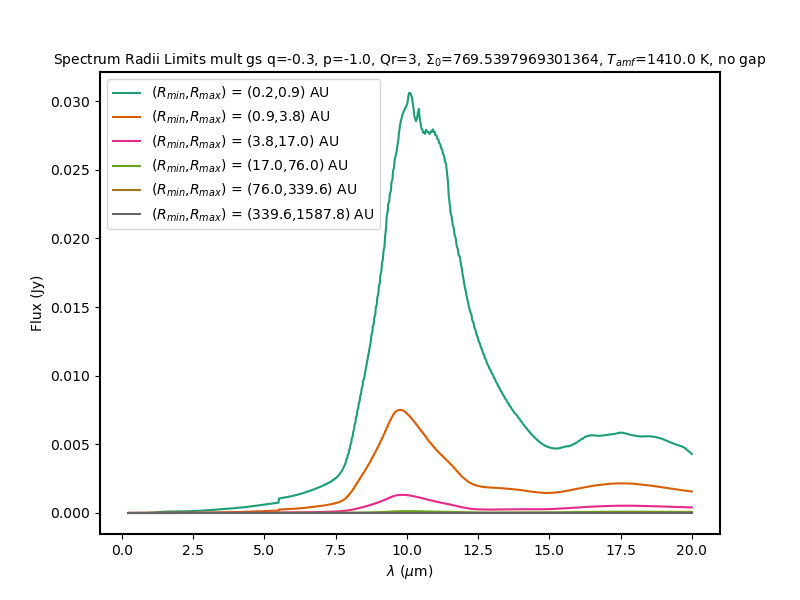 Spectrum Radii Limits mult gs q=-0.3, p=-1.0, Qr=3, Σ0=769.5397969301364, Tamf=1410.0 K, no gap
(Rmin,Rmax) = (0.2,0.9) AU
(Rmin,Rmax) = (0.9,3.8) AU
(Rmin,Rmax) = (3.8,17.0) AU
(Rmin,Rmax) = (17.0,76.0) AU
(Rmin,Rmax) = (76.0,339.6) AU
(Rmin,Rmax) = (339.6,1587.8) AU
0.030
0.025
0.020
0.015
0.010
0.005
0.000
Flux (Jy)
0.0 2.5 5.0 7.5 10.0 12.5 15.0 17.5 20.0
λ (μm)